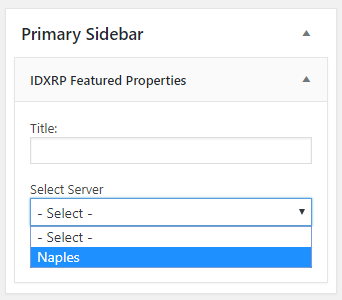 Primary Sidebar
IDXRP Featured Properties
Title:
Select Server
- Select -
- Select -
Naples